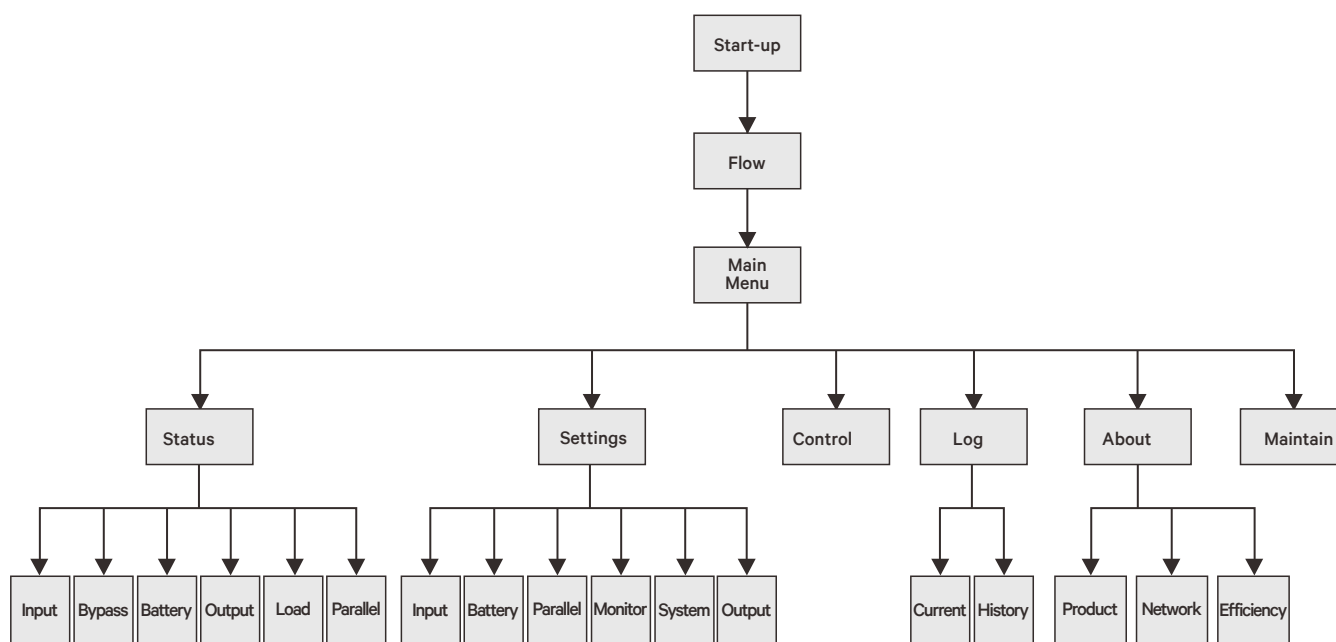 Start-up
Flow
Main
Menu
Status
Settings
Control
Log
About
Maintain
Input
Bypass
Battery
Output
Load
Parallel
Input
Battery
Parallel
Monitor
System
Output
Current
History
Product
Network
Efficiency